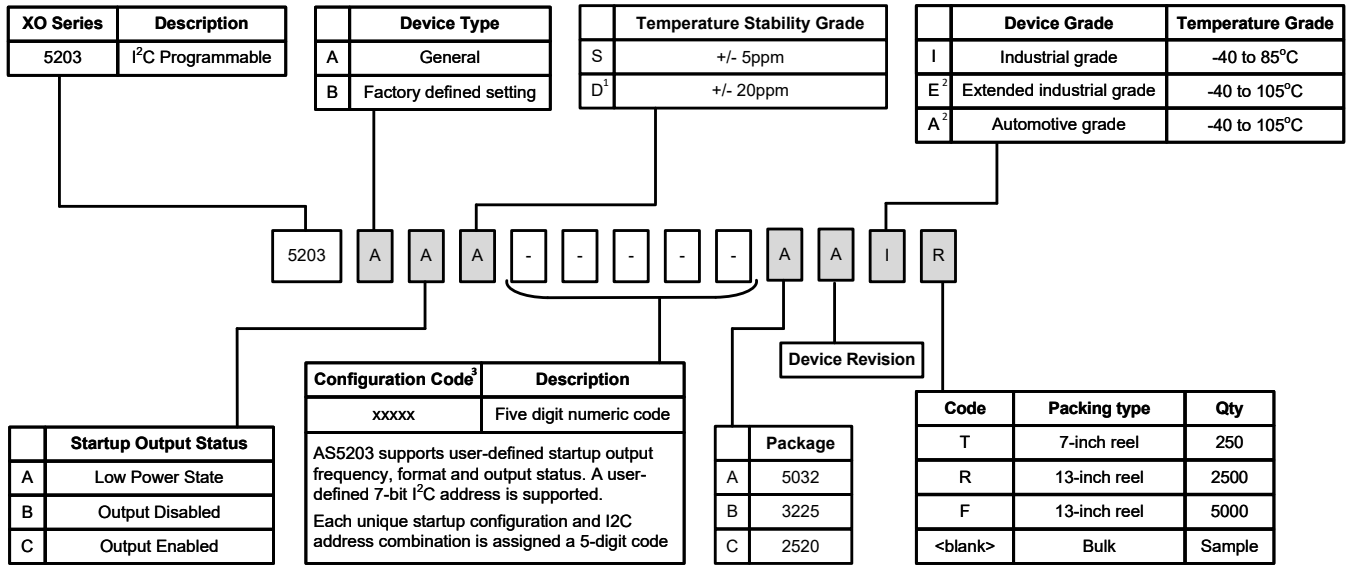 XO Series Description
5203 I²C Programmable
Device Type
A General
B Factory defined setting
Temperature Stability Grade
S +/- 5ppm
D¹ +/- 20ppm
Device Grade Temperature Grade
I Industrial grade -40 to 85°C
E² Extended industrial grade -40 to 105°C
A² Automotive grade -40 to 105°C
5203 A A A - - - - - A A I R
Device Revision
Startup Output Status
A Low Power State
B Output Disabled
C Output Enabled
Configuration Code³ Description
xxxxx Five digit numeric code
AS5203 supports user-defined startup output
frequency, format and output status. A user-
defined 7-bit I²C address is supported.
Each unique startup configuration and I2C
address combination is assigned a 5-digit code
Package
A 5032
B 3225
C 2520
Code Packing type Qty
T 7-inch reel 250
R 13-inch reel 2500
F 13-inch reel 5000
<blank> Bulk Sample